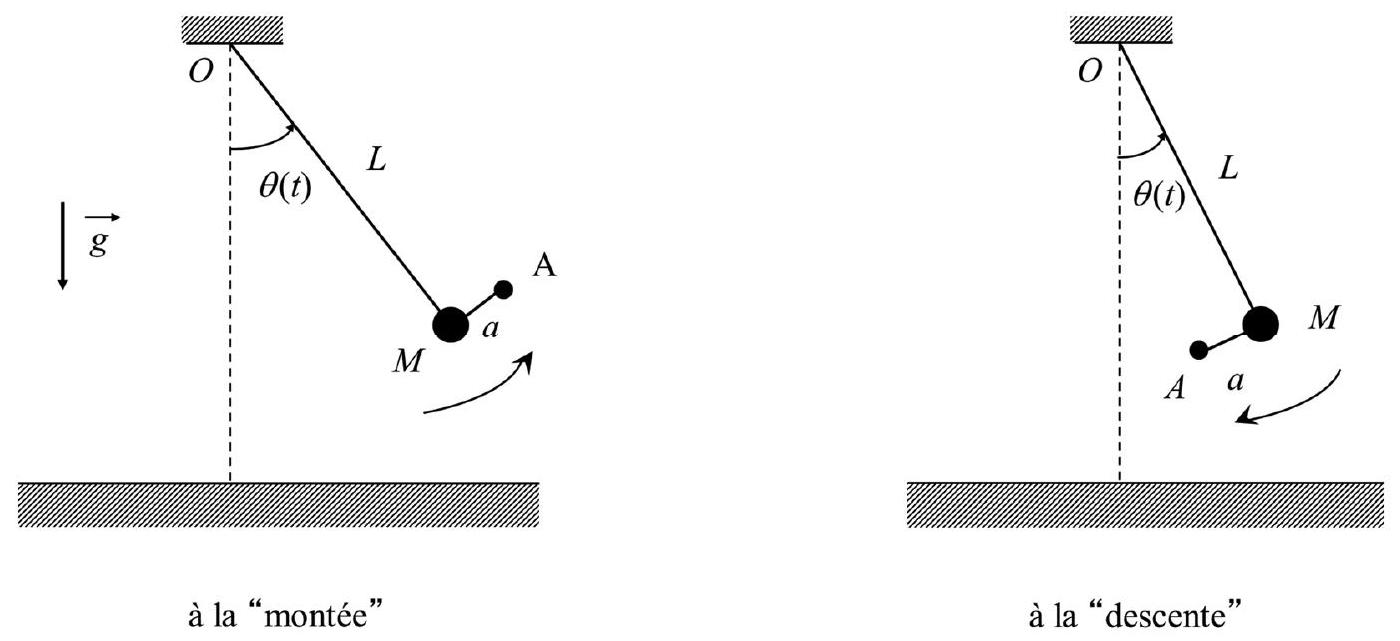 O
O
L
L
θ(t)
θ(t)
g
A
a
M
M
A
a
à la “montée”
à la “descente”